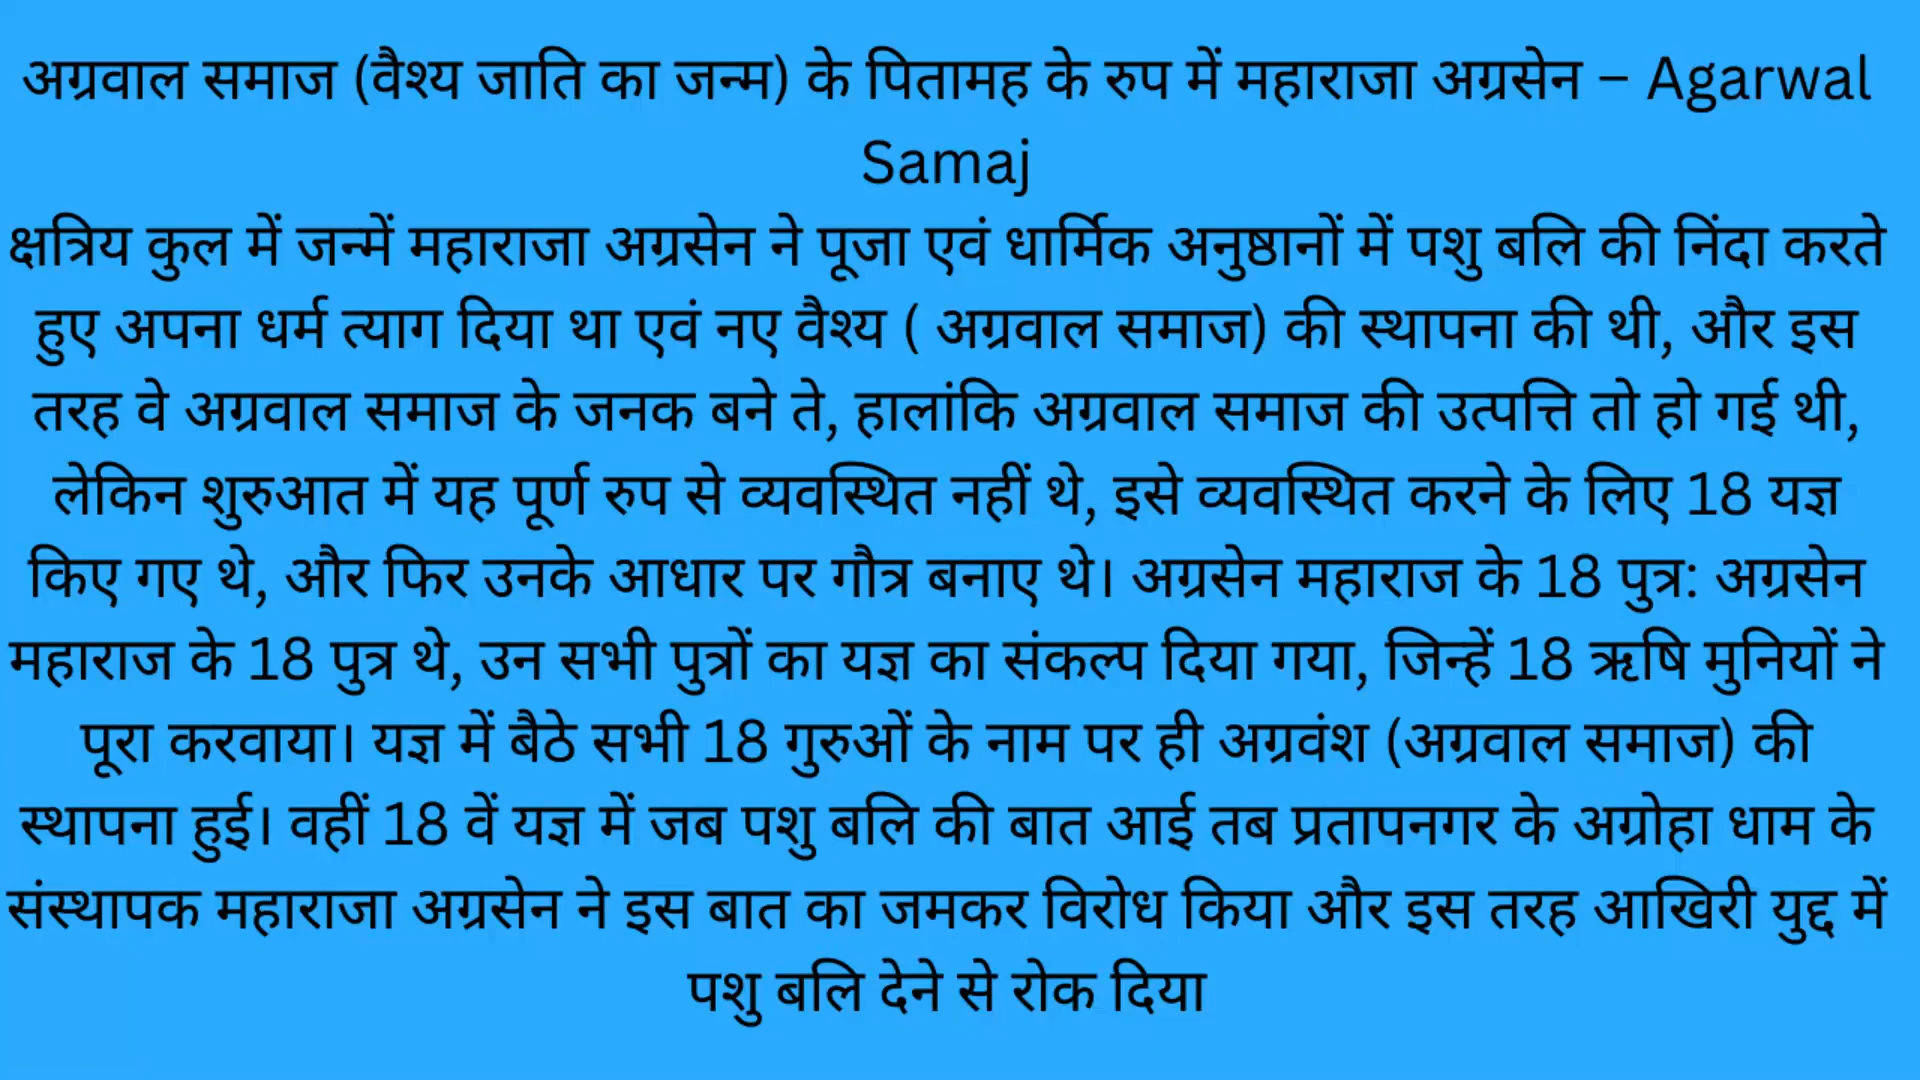 अग्रवाल समाज (वैश्य जाति का जन्म) के पितामह के रुप में महाराजा अग्रसेन – Agarwal
Samaj
क्षत्रिय कुल में जन्में महाराजा अग्रसेन ने पूजा एवं धार्मिक अनुष्ठानों में पशु बलि की निंदा करते
हुए अपना धर्म त्याग दिया था एवं नए वैश्य ( अग्रवाल समाज) की स्थापना की थी, और इस
तरह वे अग्रवाल समाज के जनक बने ते, हालांकि अग्रवाल समाज की उत्पत्ति तो हो गई थी,
लेकिन शुरुआत में यह पूर्ण रुप से व्यवस्थित नहीं थे, इसे व्यवस्थित करने के लिए 18 यज्ञ
किए गए थे, और फिर उनके आधार पर गौत्र बनाए थे। अग्रसेन महाराज के 18 पुत्र: अग्रसेन
महाराज के 18 पुत्र थे, उन सभी पुत्रों का यज्ञ का संकल्प दिया गया, जिन्हें 18 ऋषि मुनियों ने
पूरा करवाया। यज्ञ में बैठे सभी 18 गुरुओं के नाम पर ही अग्रवंश (अग्रवाल समाज) की
स्थापना हुई। वहीं 18 वें यज्ञ में जब पशु बलि की बात आई तब प्रतापनगर के अग्रोहा धाम के
संस्थापक महाराजा अग्रसेन ने इस बात का जमकर विरोध किया और इस तरह आखिरी युद्द में
पशु बलि देने से रोक दिया